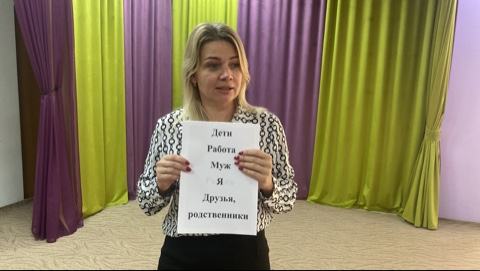 Дети
Работа
Муж
Я
Друзья,
родственники